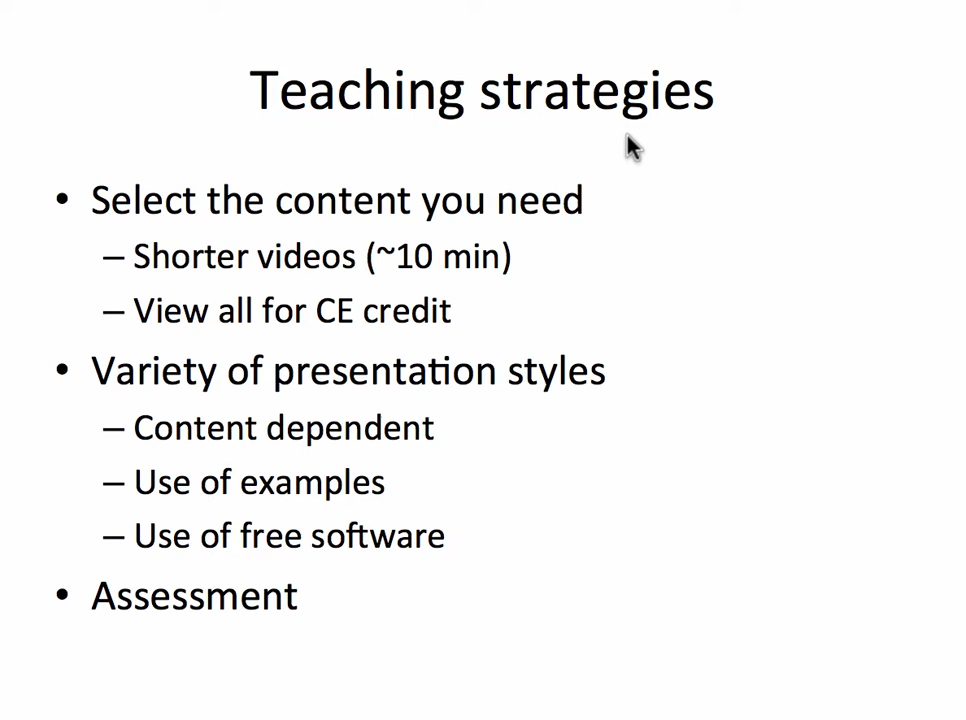 Teaching strategies
• Select the content you need
– Shorter videos (~10 min)
– View all for CE credit
• Variety of presentation styles
– Content dependent
– Use of examples
– Use of free software
• Assessment